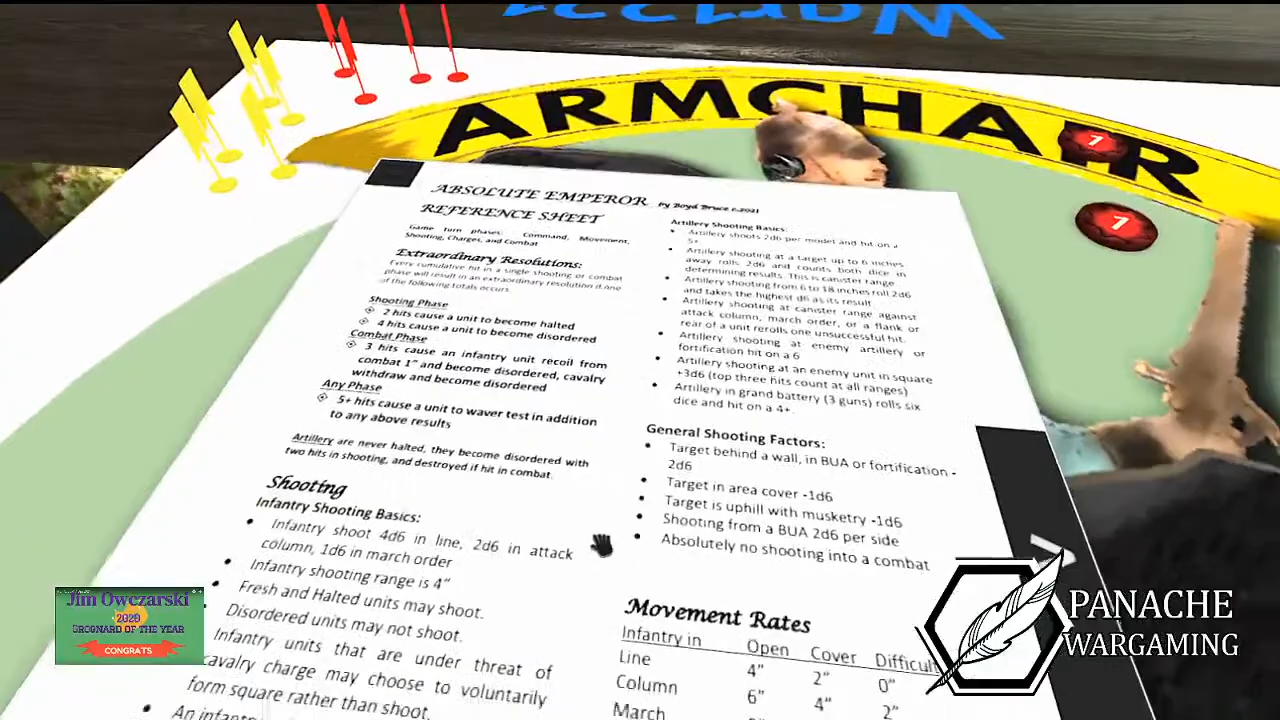 War1221
ARMCHAIR
1
1
ABSOLUTE EMPEROR by Boyd Bruce c.2021
REFERENCE SHEET
Game turn phases: Command, Movement,
Shooting, Charges, and Combat
Extraordinary Resolutions:
Every cumulative hit in a single shooting or combat
phase will result in an extraordinary resolution if one
of the following totals occurs.
Shooting Phase
2 hits cause a unit to become halted
4 hits cause a unit to become disordered
Combat Phase
3 hits cause an infantry unit recoil from
combat 1" and become disordered, cavalry
withdraw and become disordered
Any Phase
5+ hits cause a unit to waver test in addition
to any above results
Artillery are never halted, they become disordered with
two hits in shooting, and destroyed if hit in combat.
Shooting
Infantry Shooting Basics:
• Infantry shoot 4d6 in line, 2d6 in attack
column, 1d6 in march order
• Infantry shooting range is 4"
• Fresh and Halted units may shoot.
• Disordered units may not shoot.
• Infantry units that are under threat of
cavalry charge may choose to voluntarily
form square rather than shoot.
• An infant
Artillery Shooting Basics:
• Artillery shoots 2d6 per model and hit on a
5+
• Artillery shooting at a target up to 6 inches
away rolls 2d6 and counts both dice in
determining results. This is canister range
• Artillery shooting from 6 to 18 inches roll 2d6
and takes the highest d6 as its result
• Artillery shooting at canister range against
attack column, march order, or a flank or
rear of a unit rerolls one unsuccessful hit.
• Artillery shooting at enemy artillery or
fortification hit on a 6
• Artillery shooting at an enemy unit in square
+3d6 (top three hits count at all ranges)
• Artillery in grand battery (3 guns) rolls six
dice and hit on a 4+.
General Shooting Factors:
• Target behind a wall, in BUA or fortification -
2d6
• Target in area cover -1d6
• Target is uphill with musketry -1d6
• Shooting from a BUA 2d6 per side
• Absolutely no shooting into a combat
Movement Rates
Infantry in Open Cover Difficult
Line 4" 2" 0"
Column 6" 4" 2"
March
Jim Owczarski
2020
GROGNARD OF THE YEAR
CONGRATS
PANACHE
WARGAMING